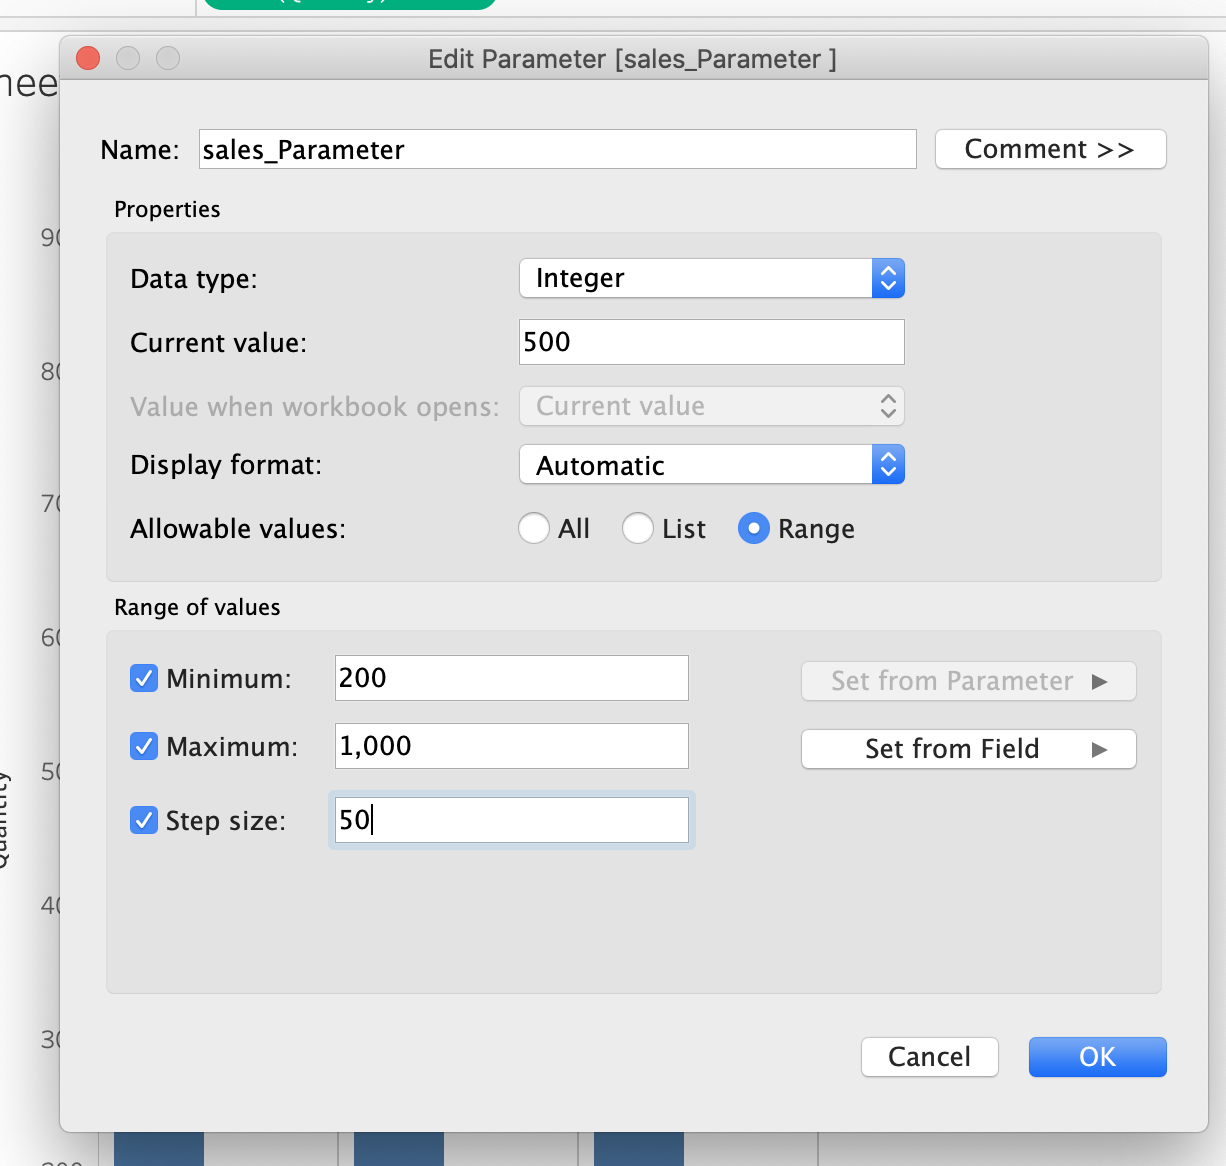 Edit Parameter [sales_Parameter ]
Name: sales_Parameter Comment >>
Properties
Data type: Integer
Current value: 500
Value when workbook opens: Current value
Display format: Automatic
Allowable values: All List Range
Range of values
Minimum: 200 Set from Parameter ▶
Maximum: 1,000 Set from Field ▶
Step size: 50
Cancel OK
Quantity